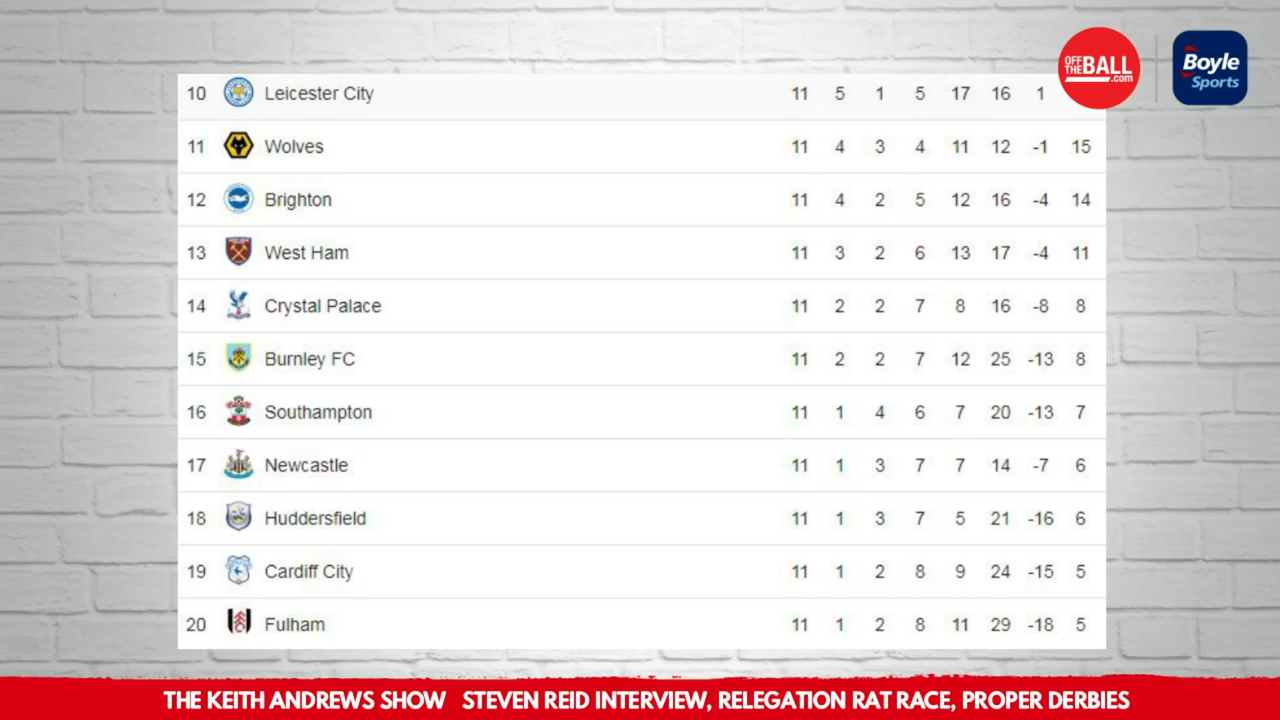 OFF THE BALL .com
Boyle Sports
10 Leicester City 11 5 1 5 17 16 1
11 Wolves 11 4 3 4 11 12 -1 15
12 Brighton 11 4 2 5 12 16 -4 14
13 West Ham 11 3 2 6 13 17 -4 11
14 Crystal Palace 11 2 2 7 8 16 -8 8
15 Burnley FC 11 2 2 7 12 25 -13 8
16 Southampton 11 1 4 6 7 20 -13 7
17 Newcastle 11 1 3 7 7 14 -7 6
18 Huddersfield 11 1 3 7 5 21 -16 6
19 Cardiff City 11 1 2 8 9 24 -15 5
20 Fulham 11 1 2 8 11 29 -18 5
THE KEITH ANDREWS SHOW STEVEN REID INTERVIEW, RELEGATION RAT RACE, PROPER DERBIES